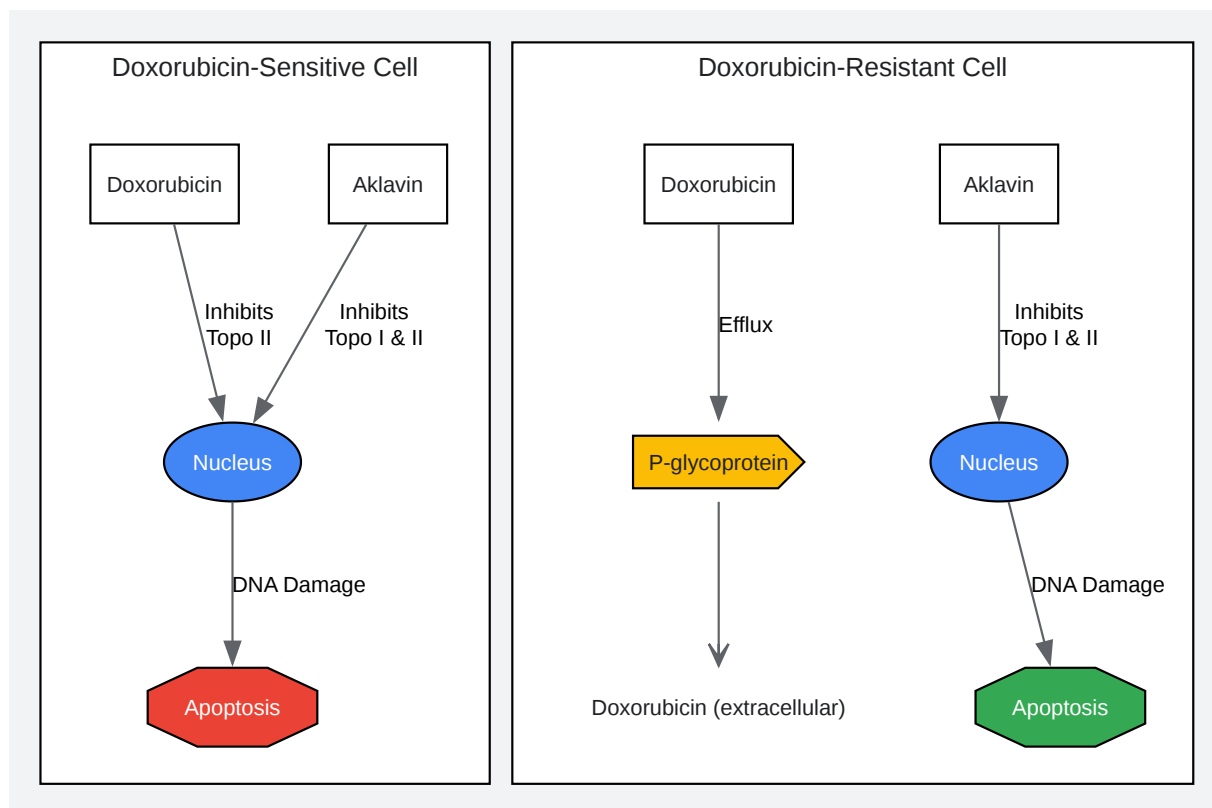 Doxorubicin-Sensitive Cell
Doxorubicin
Aklavin
Inhibits
Topo II
Inhibits
Topo I & II
Nucleus
DNA Damage
Apoptosis
Doxorubicin-Resistant Cell
Doxorubicin
Aklavin
Efflux
Inhibits
Topo I & II
P-glycoprotein
Nucleus
DNA Damage
Doxorubicin (extracellular)
Apoptosis